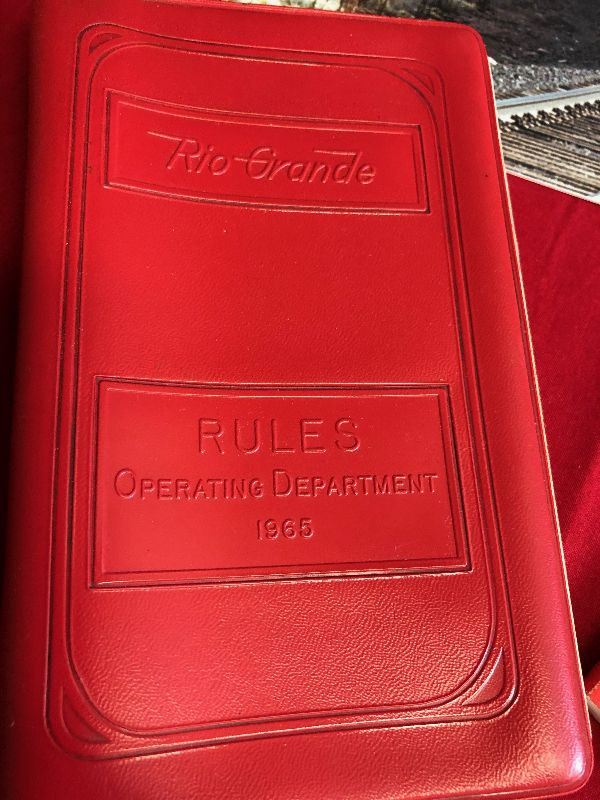 Rio Grande
RULES
OPERATING DEPARTMENT
1965